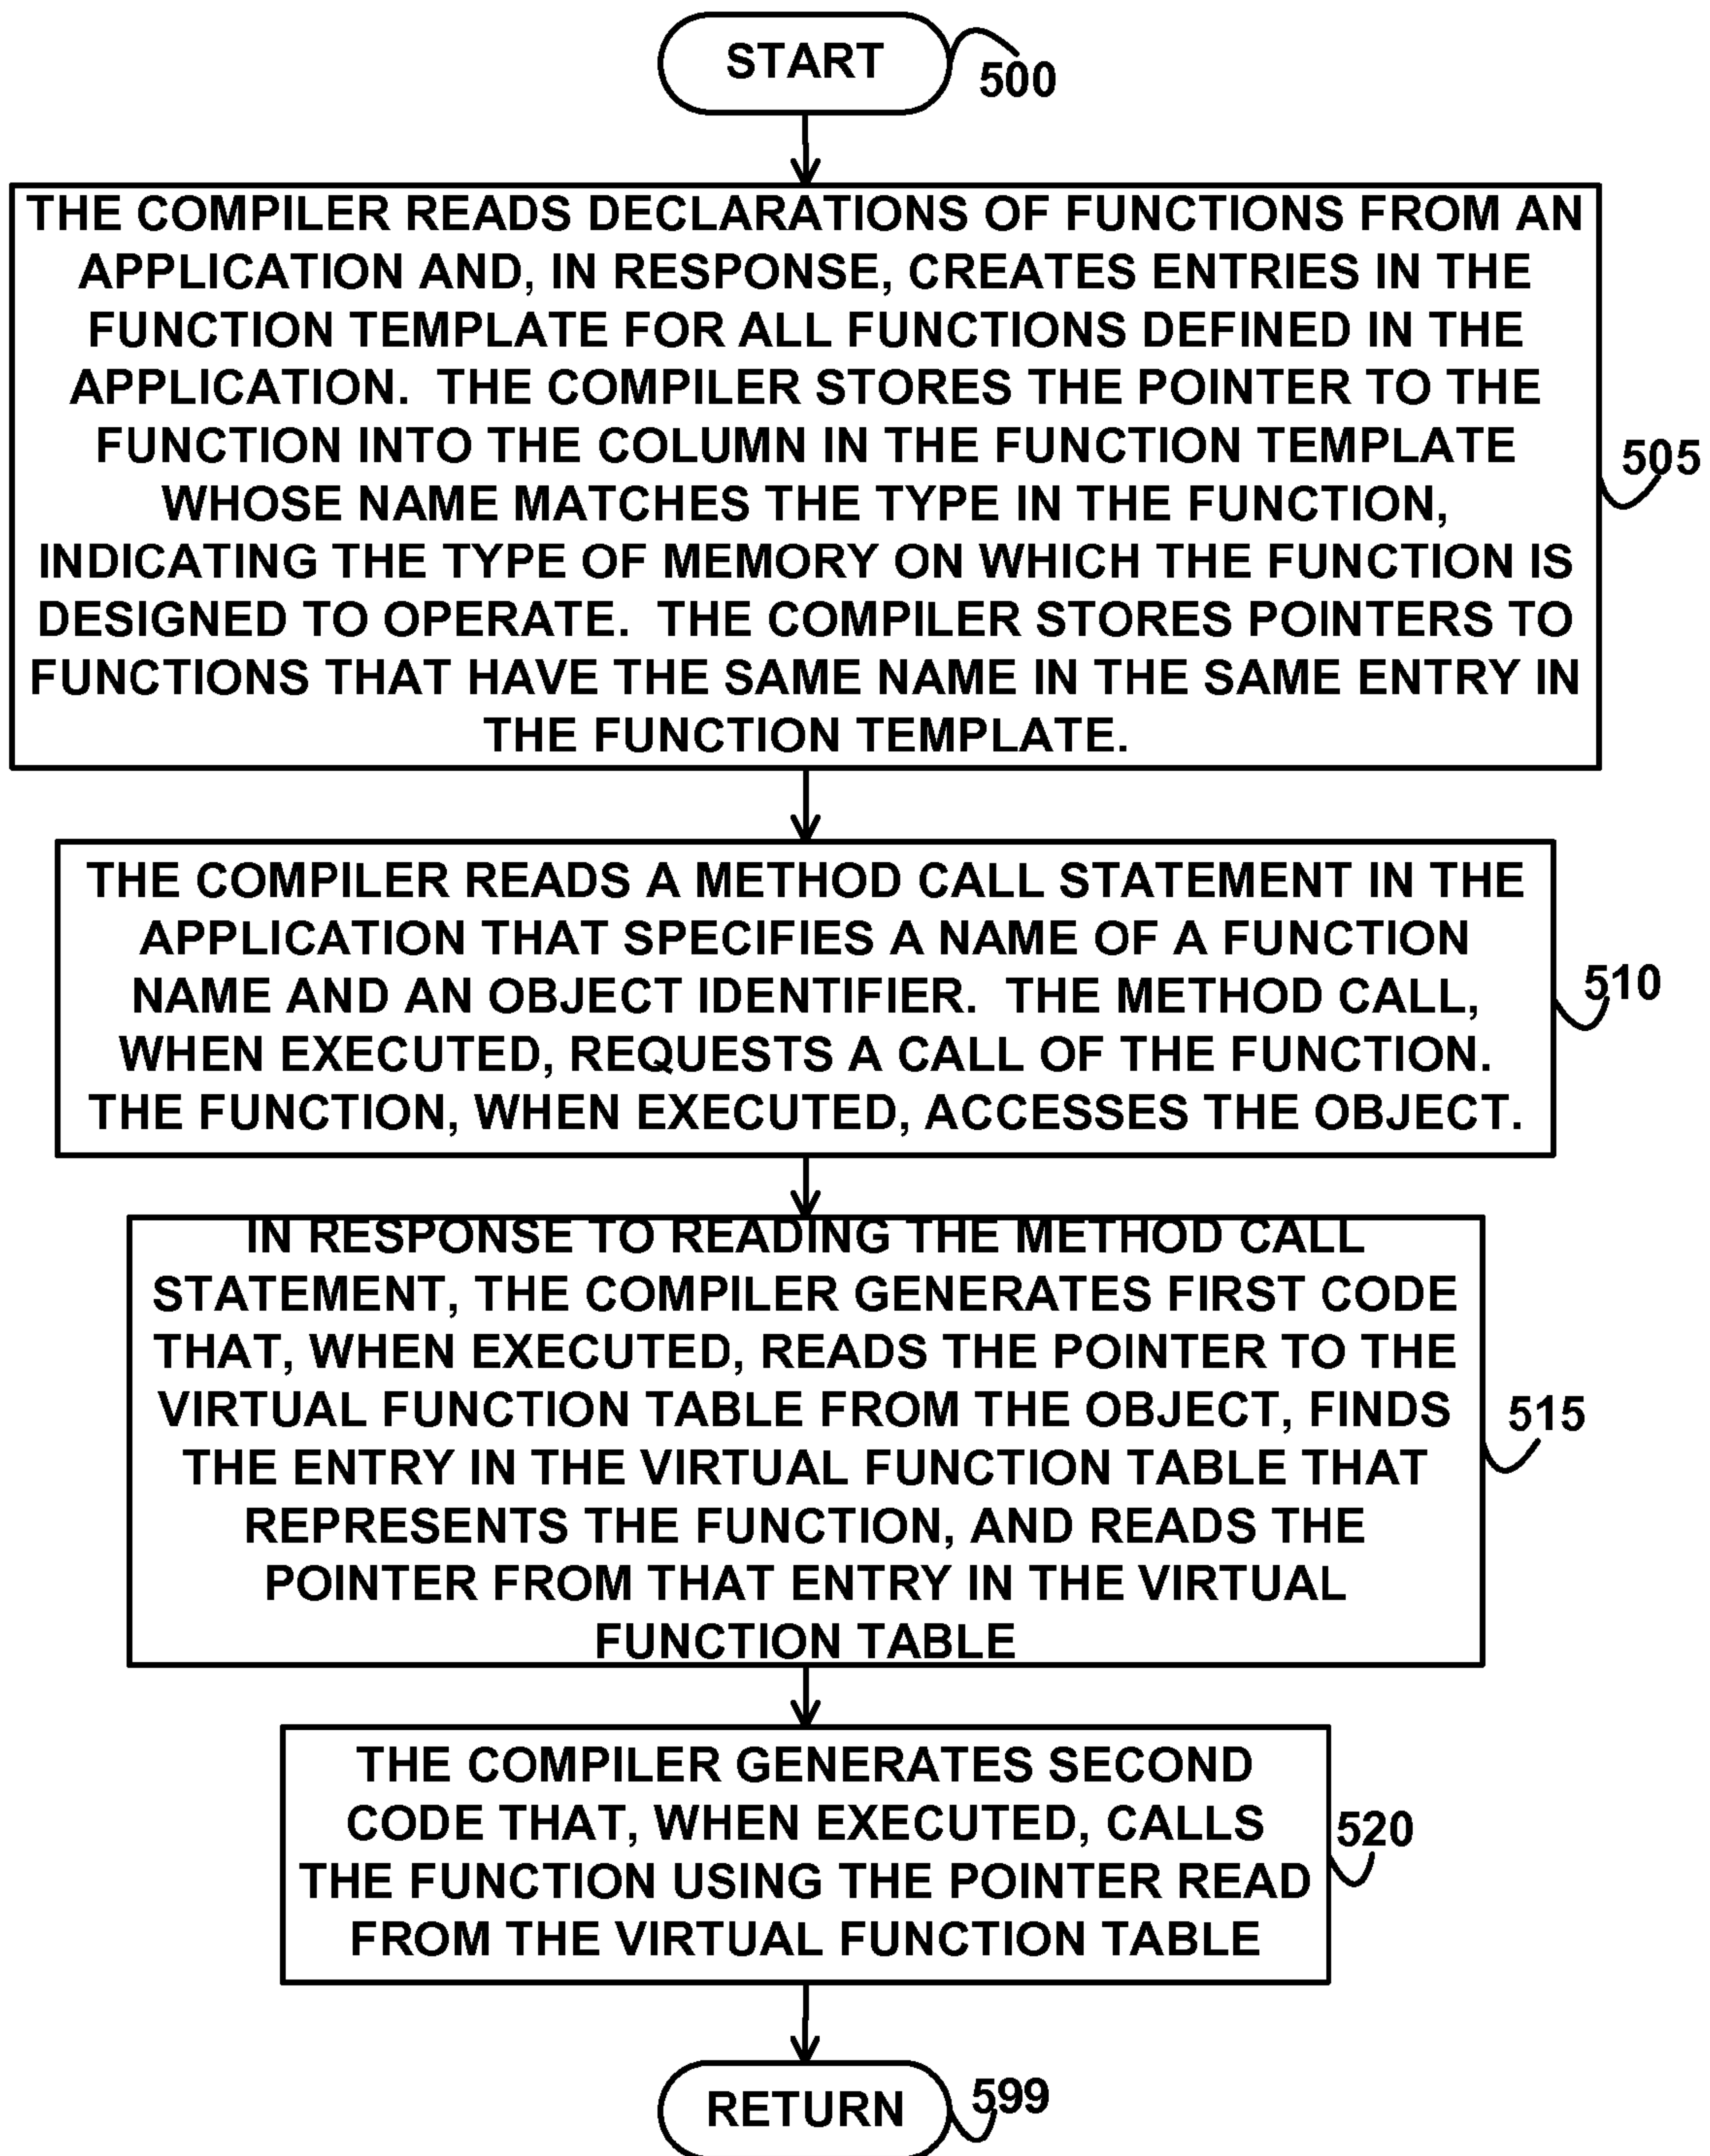 START
500
THE COMPILER READS DECLARATIONS OF FUNCTIONS FROM AN
APPLICATION AND, IN RESPONSE, CREATES ENTRIES IN THE
FUNCTION TEMPLATE FOR ALL FUNCTIONS DEFINED IN THE
APPLICATION. THE COMPILER STORES THE POINTER TO THE
FUNCTION INTO THE COLUMN IN THE FUNCTION TEMPLATE
WHOSE NAME MATCHES THE TYPE IN THE FUNCTION,
INDICATING THE TYPE OF MEMORY ON WHICH THE FUNCTION IS
DESIGNED TO OPERATE. THE COMPILER STORES POINTERS TO
FUNCTIONS THAT HAVE THE SAME NAME IN THE SAME ENTRY IN
THE FUNCTION TEMPLATE.
505
THE COMPILER READS A METHOD CALL STATEMENT IN THE
APPLICATION THAT SPECIFIES A NAME OF A FUNCTION
NAME AND AN OBJECT IDENTIFIER. THE METHOD CALL,
WHEN EXECUTED, REQUESTS A CALL OF THE FUNCTION.
THE FUNCTION, WHEN EXECUTED, ACCESSES THE OBJECT.
510
IN RESPONSE TO READING THE METHOD CALL
STATEMENT, THE COMPILER GENERATES FIRST CODE
THAT, WHEN EXECUTED, READS THE POINTER TO THE
VIRTUAL FUNCTION TABLE FROM THE OBJECT, FINDS
THE ENTRY IN THE VIRTUAL FUNCTION TABLE THAT
REPRESENTS THE FUNCTION, AND READS THE
POINTER FROM THAT ENTRY IN THE VIRTUAL
FUNCTION TABLE
515
THE COMPILER GENERATES SECOND
CODE THAT, WHEN EXECUTED, CALLS
THE FUNCTION USING THE POINTER READ
FROM THE VIRTUAL FUNCTION TABLE
520
RETURN
599